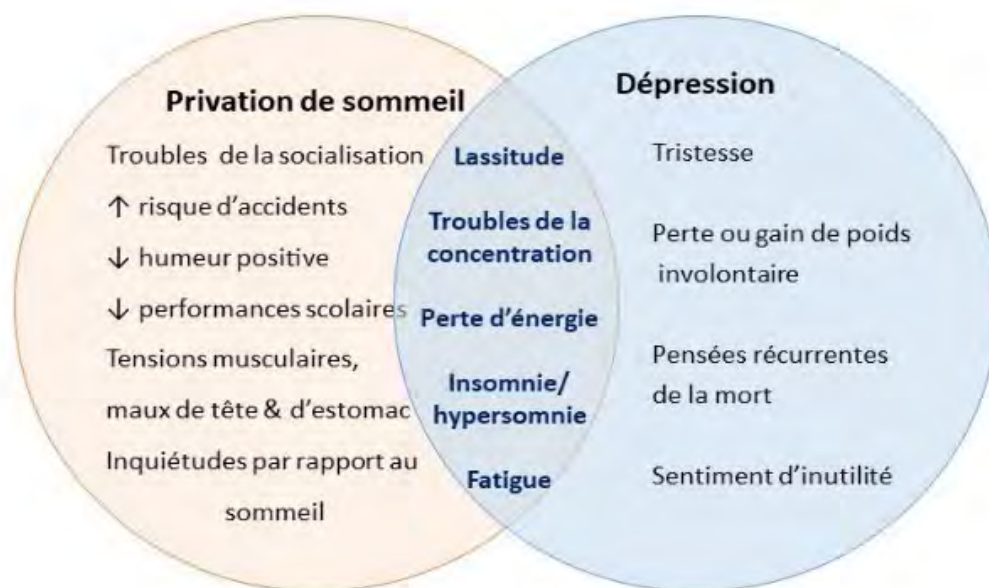 Privation de sommeil
Troubles de la socialisation
↑ risque d'accidents
↓ humeur positive
↓ performances scolaires
Tensions musculaires,
maux de tête & d'estomac
Inquiétudes par rapport au
sommeil
Lassitude
Troubles de la
concentration
Perte d'énergie
Insomnie/
hypersomnie
Fatigue
Dépression
Tristesse
Perte ou gain de poids
involontaire
Pensées récurrentes
de la mort
Sentiment d'inutilité